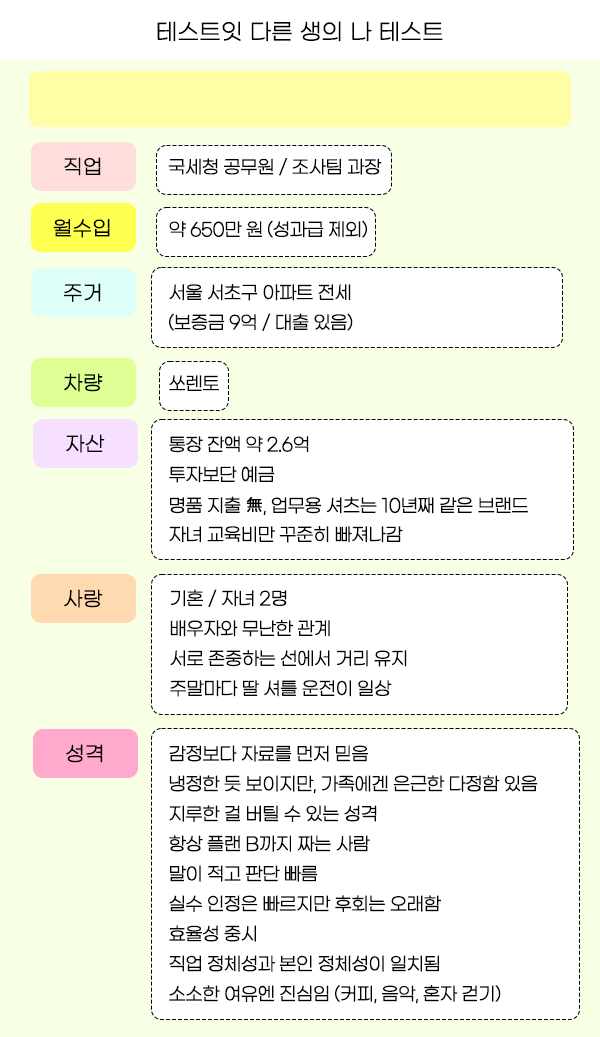 테스트잇 다른 생의 나 테스트
직업
국세청 공무원 / 조사팀 과장
월수입
약 650만 원 (성과급 제외)
주거
서울 서초구 아파트 전세
(보증금 9억 / 대출 있음)
차량
쏘렌토
자산
통장 잔액 약 2.6억
투자보단 예금
명품 지출 無, 업무용 셔츠는 10년째 같은 브랜드
자녀 교육비만 꾸준히 빠져나감
사랑
기혼 / 자녀 2명
배우자와 무난한 관계
서로 존중하는 선에서 거리 유지
주말마다 딸 셔틀 운전이 일상
성격
감정보다 자료를 먼저 믿음
냉정한 듯 보이지만, 가족에겐 은근한 다정함 있음
지루한 걸 버틸 수 있는 성격
항상 플랜 B까지 짜는 사람
말이 적고 판단 빠름
실수 인정은 빠르지만 후회는 오래함
효율성 중시
직업 정체성과 본인 정체성이 일치됨
소소한 여유엔 진심임 (커피, 음악, 혼자 걷기)